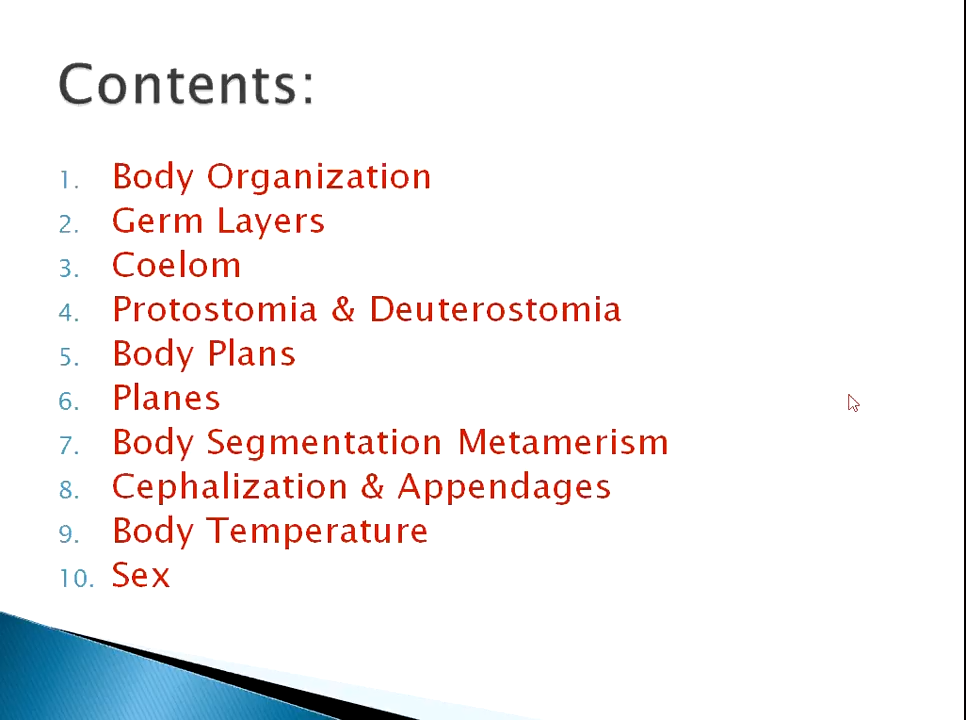 Contents:
1. Body Organization
2. Germ Layers
3. Coelom
4. Protostomia & Deuterostomia
5. Body Plans
6. Planes
7. Body Segmentation Metamerism
8. Cephalization & Appendages
9. Body Temperature
10. Sex